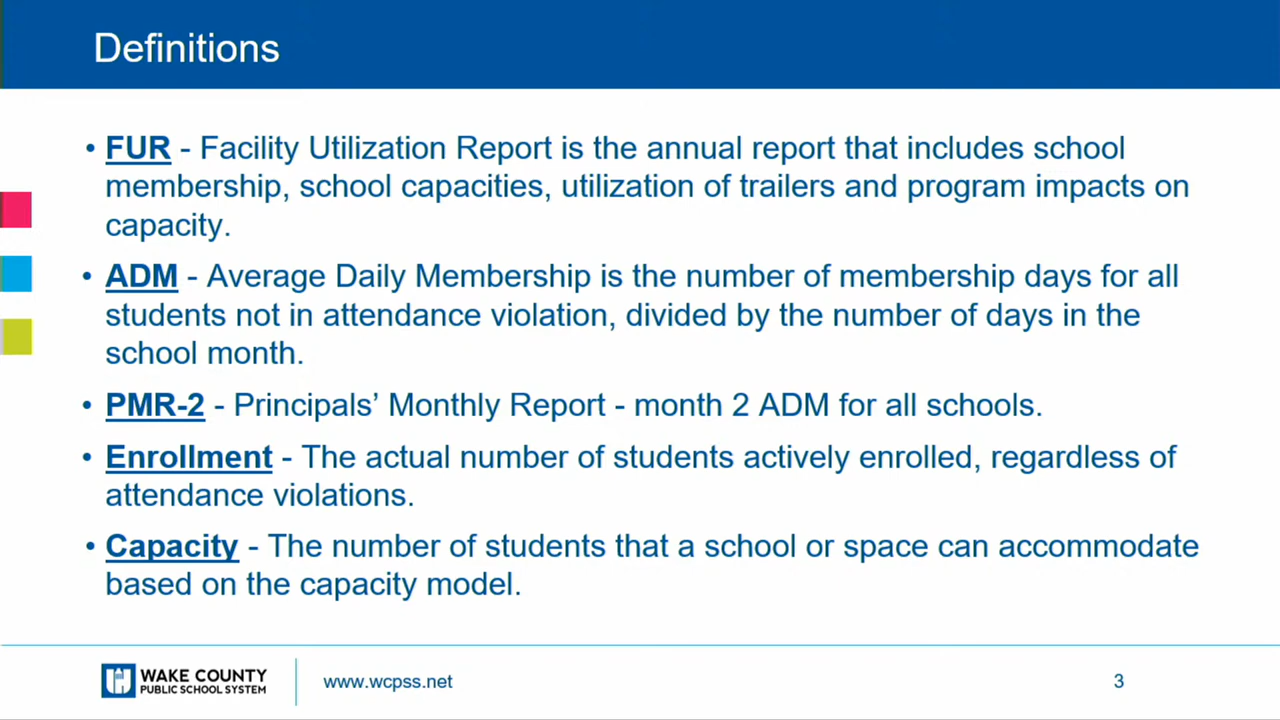 Definitions
• FUR - Facility Utilization Report is the annual report that includes school
membership, school capacities, utilization of trailers and program impacts on
capacity.
• ADM - Average Daily Membership is the number of membership days for all
students not in attendance violation, divided by the number of days in the
school month.
• PMR-2 - Principals’ Monthly Report - month 2 ADM for all schools.
• Enrollment - The actual number of students actively enrolled, regardless of
attendance violations.
• Capacity - The number of students that a school or space can accommodate
based on the capacity model.
WAKE COUNTY
PUBLIC SCHOOL SYSTEM
www.wcpss.net
3